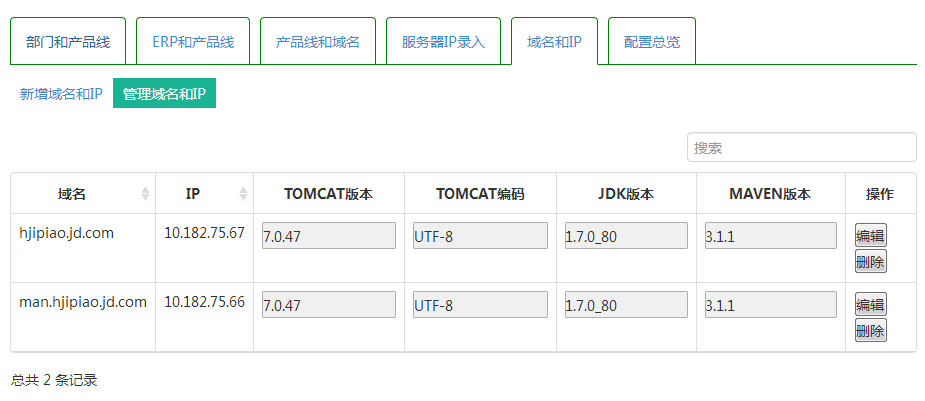 部门和产品线 ERP和产品线 产品线和域名 服务器IP录入 域名和IP 配置总览
新增域名和IP 管理域名和IP
搜索
域名 IP TOMCAT版本 TOMCAT编码 JDK版本 MAVEN版本 操作
hjipiao.jd.com 10.182.75.67 7.0.47 UTF-8 1.7.0_80 3.1.1 编辑
删除
man.hjipiao.jd.com 10.182.75.66 7.0.47 UTF-8 1.7.0_80 3.1.1 编辑
删除
总共 2 条记录